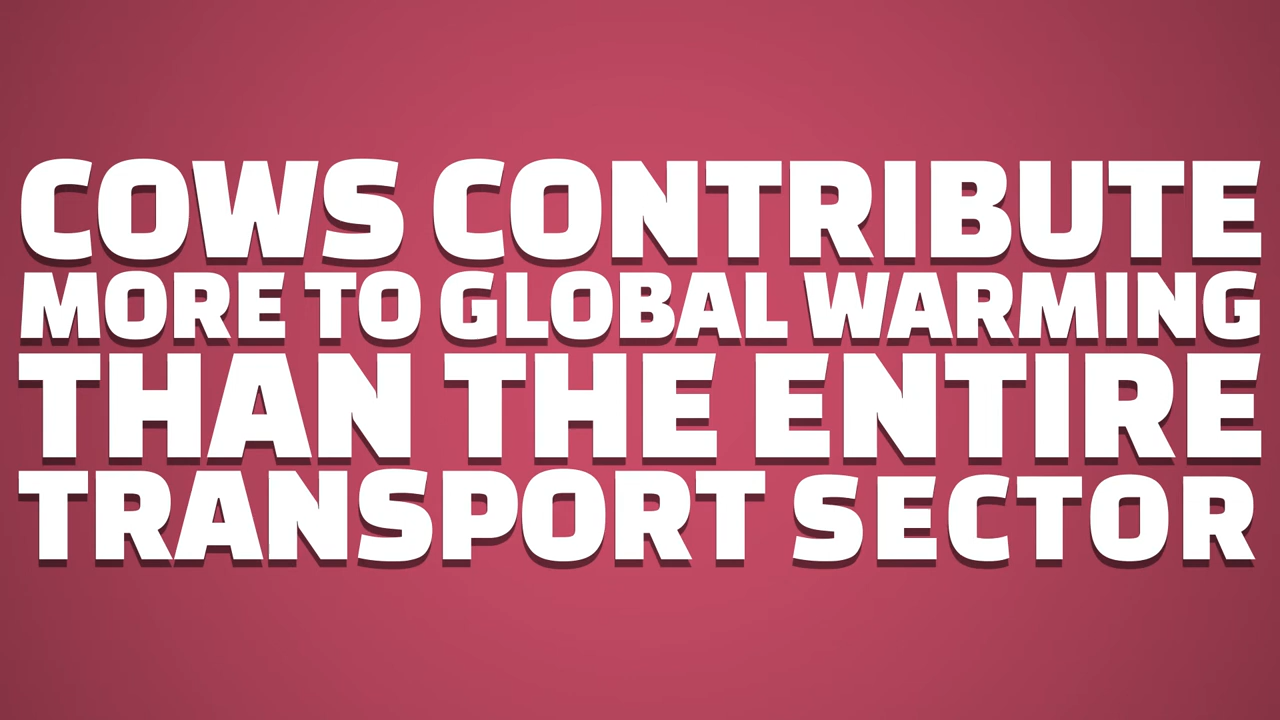 COWS CONTRIBUTE
MORE TO GLOBAL WARMING
THAN THE ENTIRE
TRANSPORT SECTOR